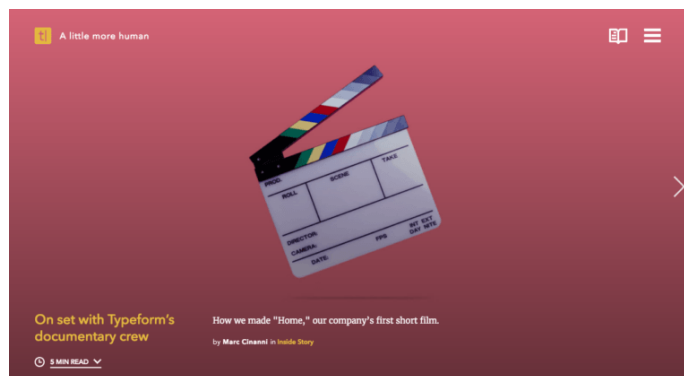 t|
A little more human
PROD.
ROLL
SCENE
TAKE
DIRECTOR:
CAMERA:
DATE:
FPS
INT EXT
DAY NITE
On set with Typeform's
documentary crew
5 MIN READ
How we made "Home," our company's first short film.
by Marc Cinanni in Inside Story